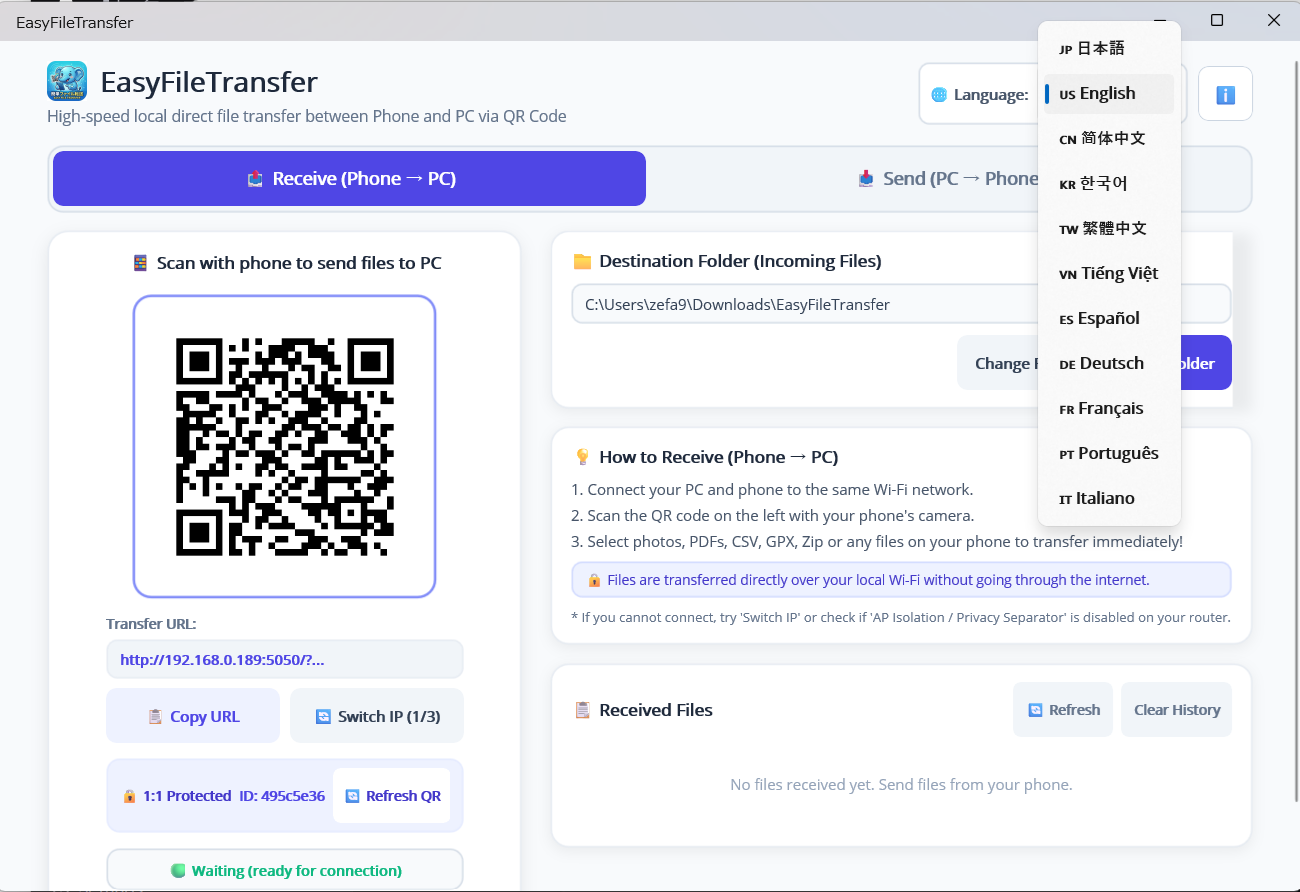 EasyFileTransfer
EasyFileTransfer
High-speed local direct file transfer between Phone and PC via QR Code
Language:
JP 日本語
US English
CN 简体中文
KR 한국어
TW 繁體中文
VN Tiếng Việt
ES Español
DE Deutsch
FR Français
PT Português
IT Italiano
Receive (Phone → PC)
Send (PC → Phone
Scan with phone to send files to PC
Transfer URL:
http://192.168.0.189:5050/?...
Copy URL
Switch IP (1/3)
1:1 Protected ID: 495c5e36
Refresh QR
Waiting (ready for connection)
Destination Folder (Incoming Files)
C:\Users\zefa9\Downloads\EasyFileTransfer
Change
How to Receive (Phone → PC)
1. Connect your PC and phone to the same Wi-Fi network.
2. Scan the QR code on the left with your phone's camera.
3. Select photos, PDFs, CSV, GPX, Zip or any files on your phone to transfer immediately!
Files are transferred directly over your local Wi-Fi without going through the internet.
* If you cannot connect, try 'Switch IP' or check if 'AP Isolation / Privacy Separator' is disabled on your router.
Received Files
Refresh
Clear History
No files received yet. Send files from your phone.